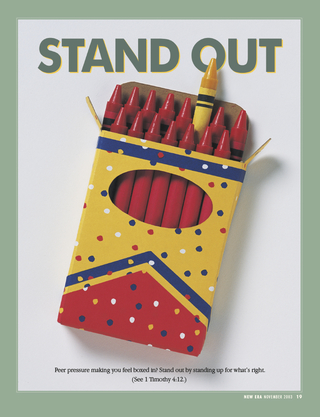 STAND OUT
Peer pressure making you feel boxed in? Stand out by standing up for what's right.
(See 1 Timothy 4:12.)
NEW ERA NOVEMBER 2003 19